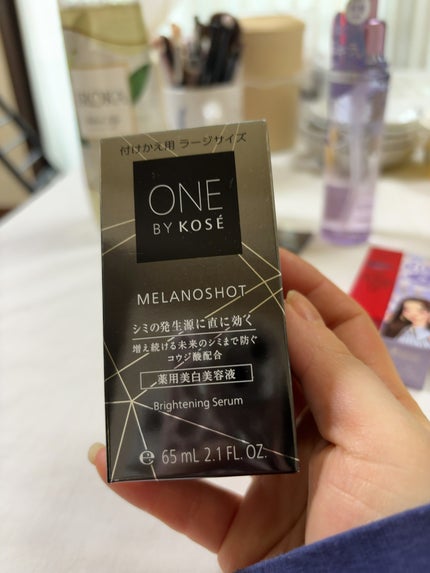 付けかえ用 ラージサイズ
ONE
BY KOSÉ
MELANOSHOT
シミの発生源に直に効く
増え続ける未来のシミまで防ぐ
コウジ酸配合
薬用美白美容液
Brightening Serum
e 65 mL 2.1 FL. OZ.